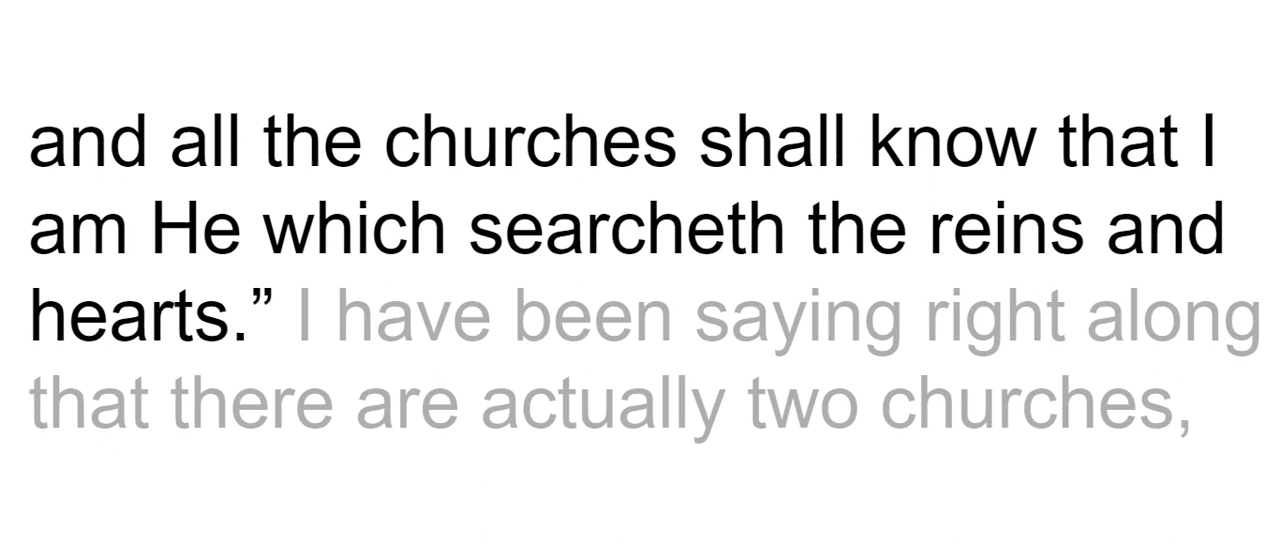 and all the churches shall know that I
am He which searcheth the reins and
hearts.” I have been saying right along
that there are actually two churches,